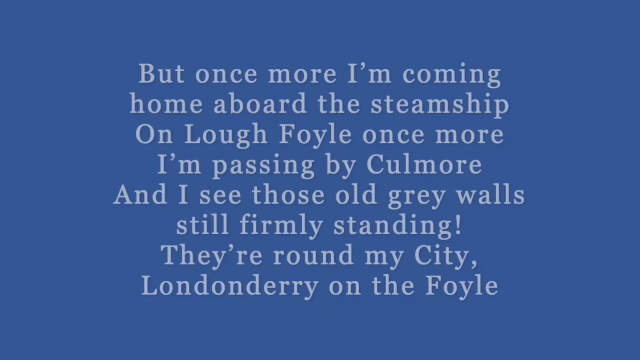 But once more I’m coming
home aboard the steamship
On Lough Foyle once more
I’m passing by Culmore
And I see those old grey walls
still firmly standing!
They’re round my City,
Londonderry on the Foyle